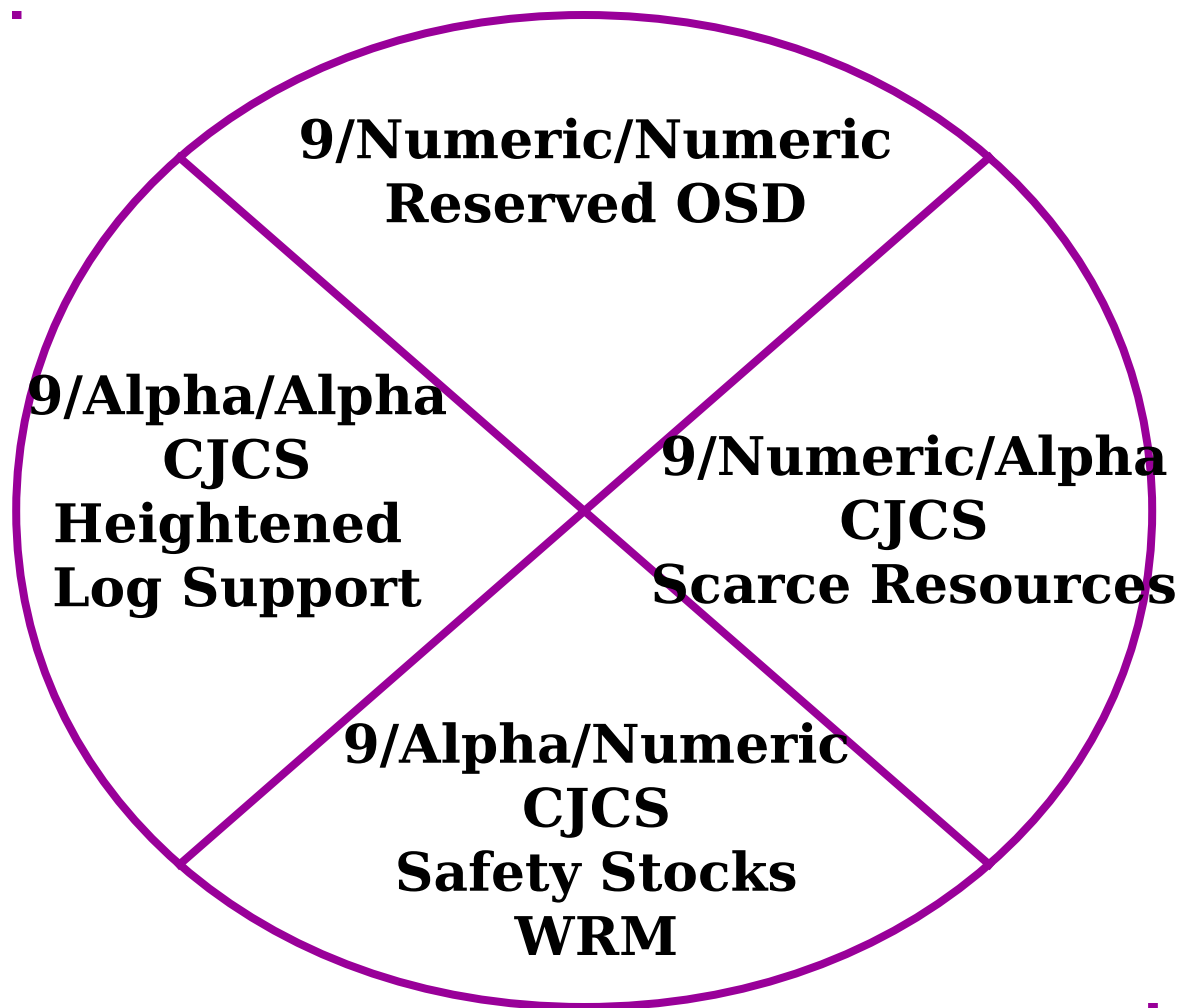 9/Numeric/Numeric
Reserved OSD
9/Alpha/Alpha
CJCS
Heightened
Log Support
9/Numeric/Alpha
CJCS
Scarce Resources
9/Alpha/Numeric
CJCS
Safety Stocks
WRM